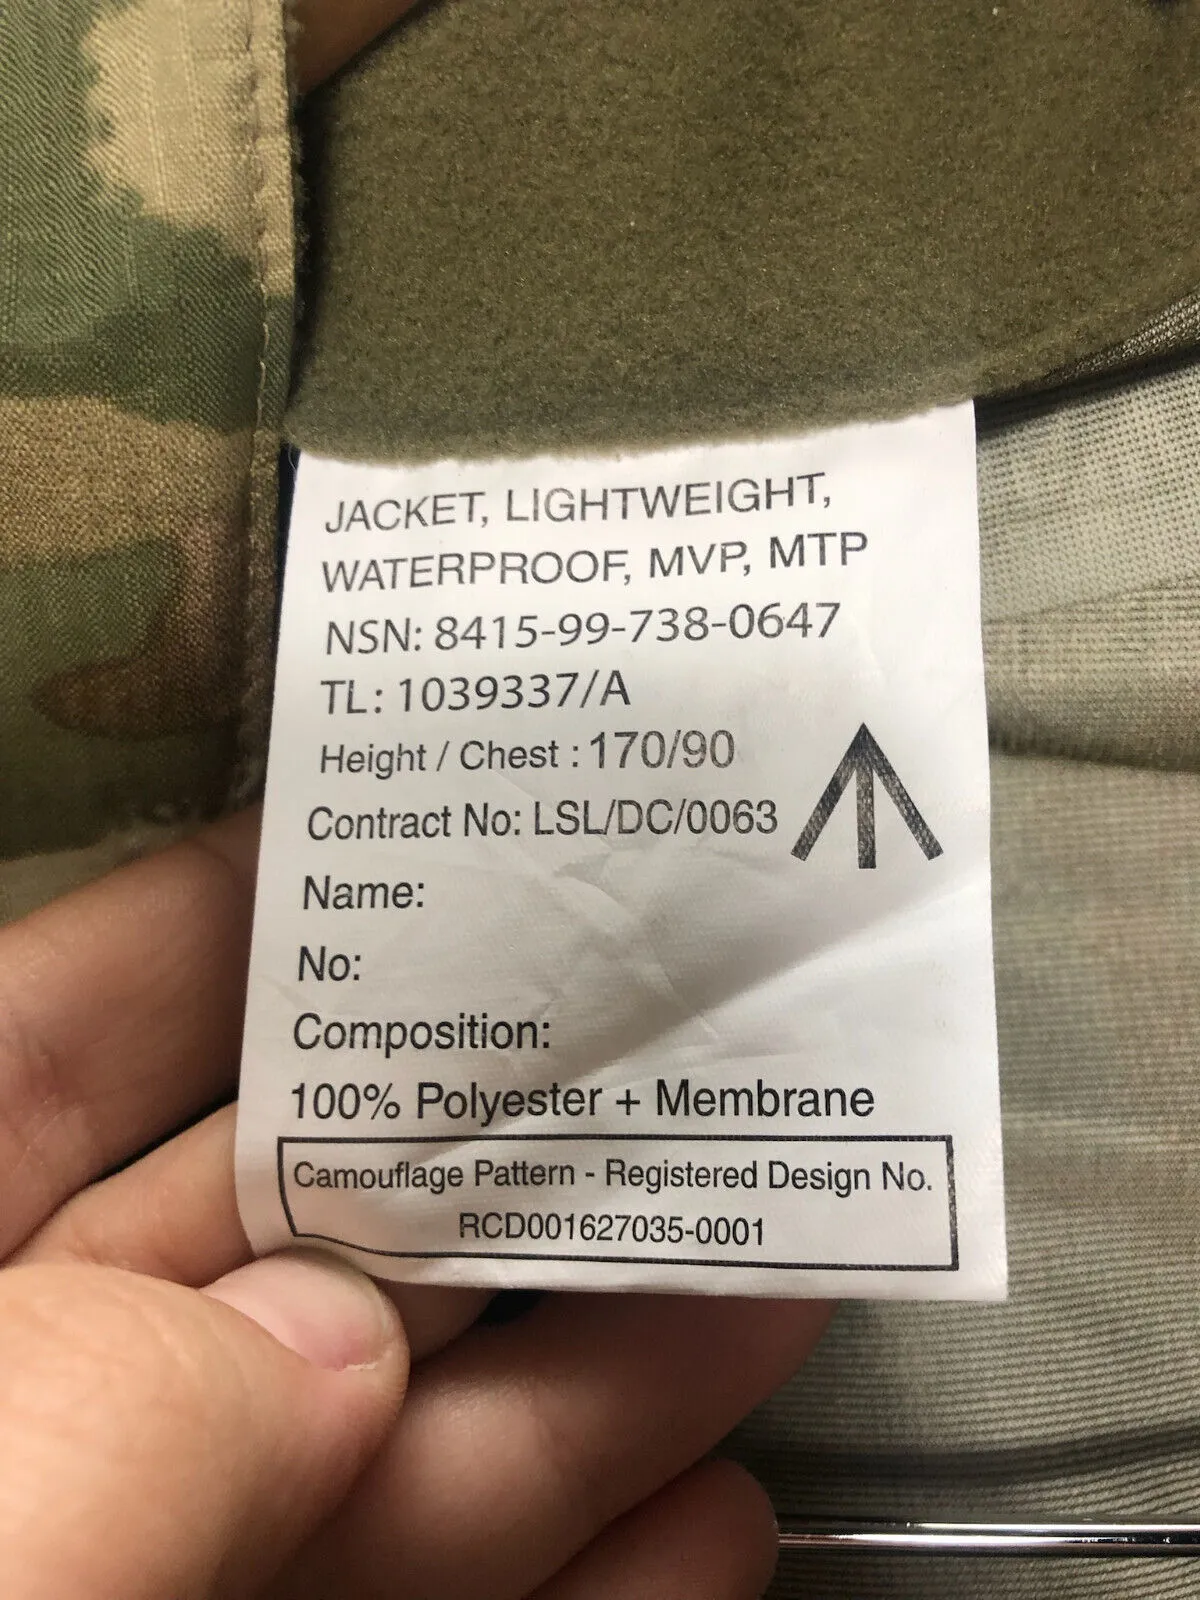 JACKET, LIGHTWEIGHT,
WATERPROOF, MVP, MTP
NSN: 8415-99-738-0647
TL: 1039337/A
Height / Chest : 170/90
Contract No: LSL/DC/0063
Name:
No:
Composition:
100% Polyester + Membrane
Camouflage Pattern - Registered Design No.
RCD001627035-0001